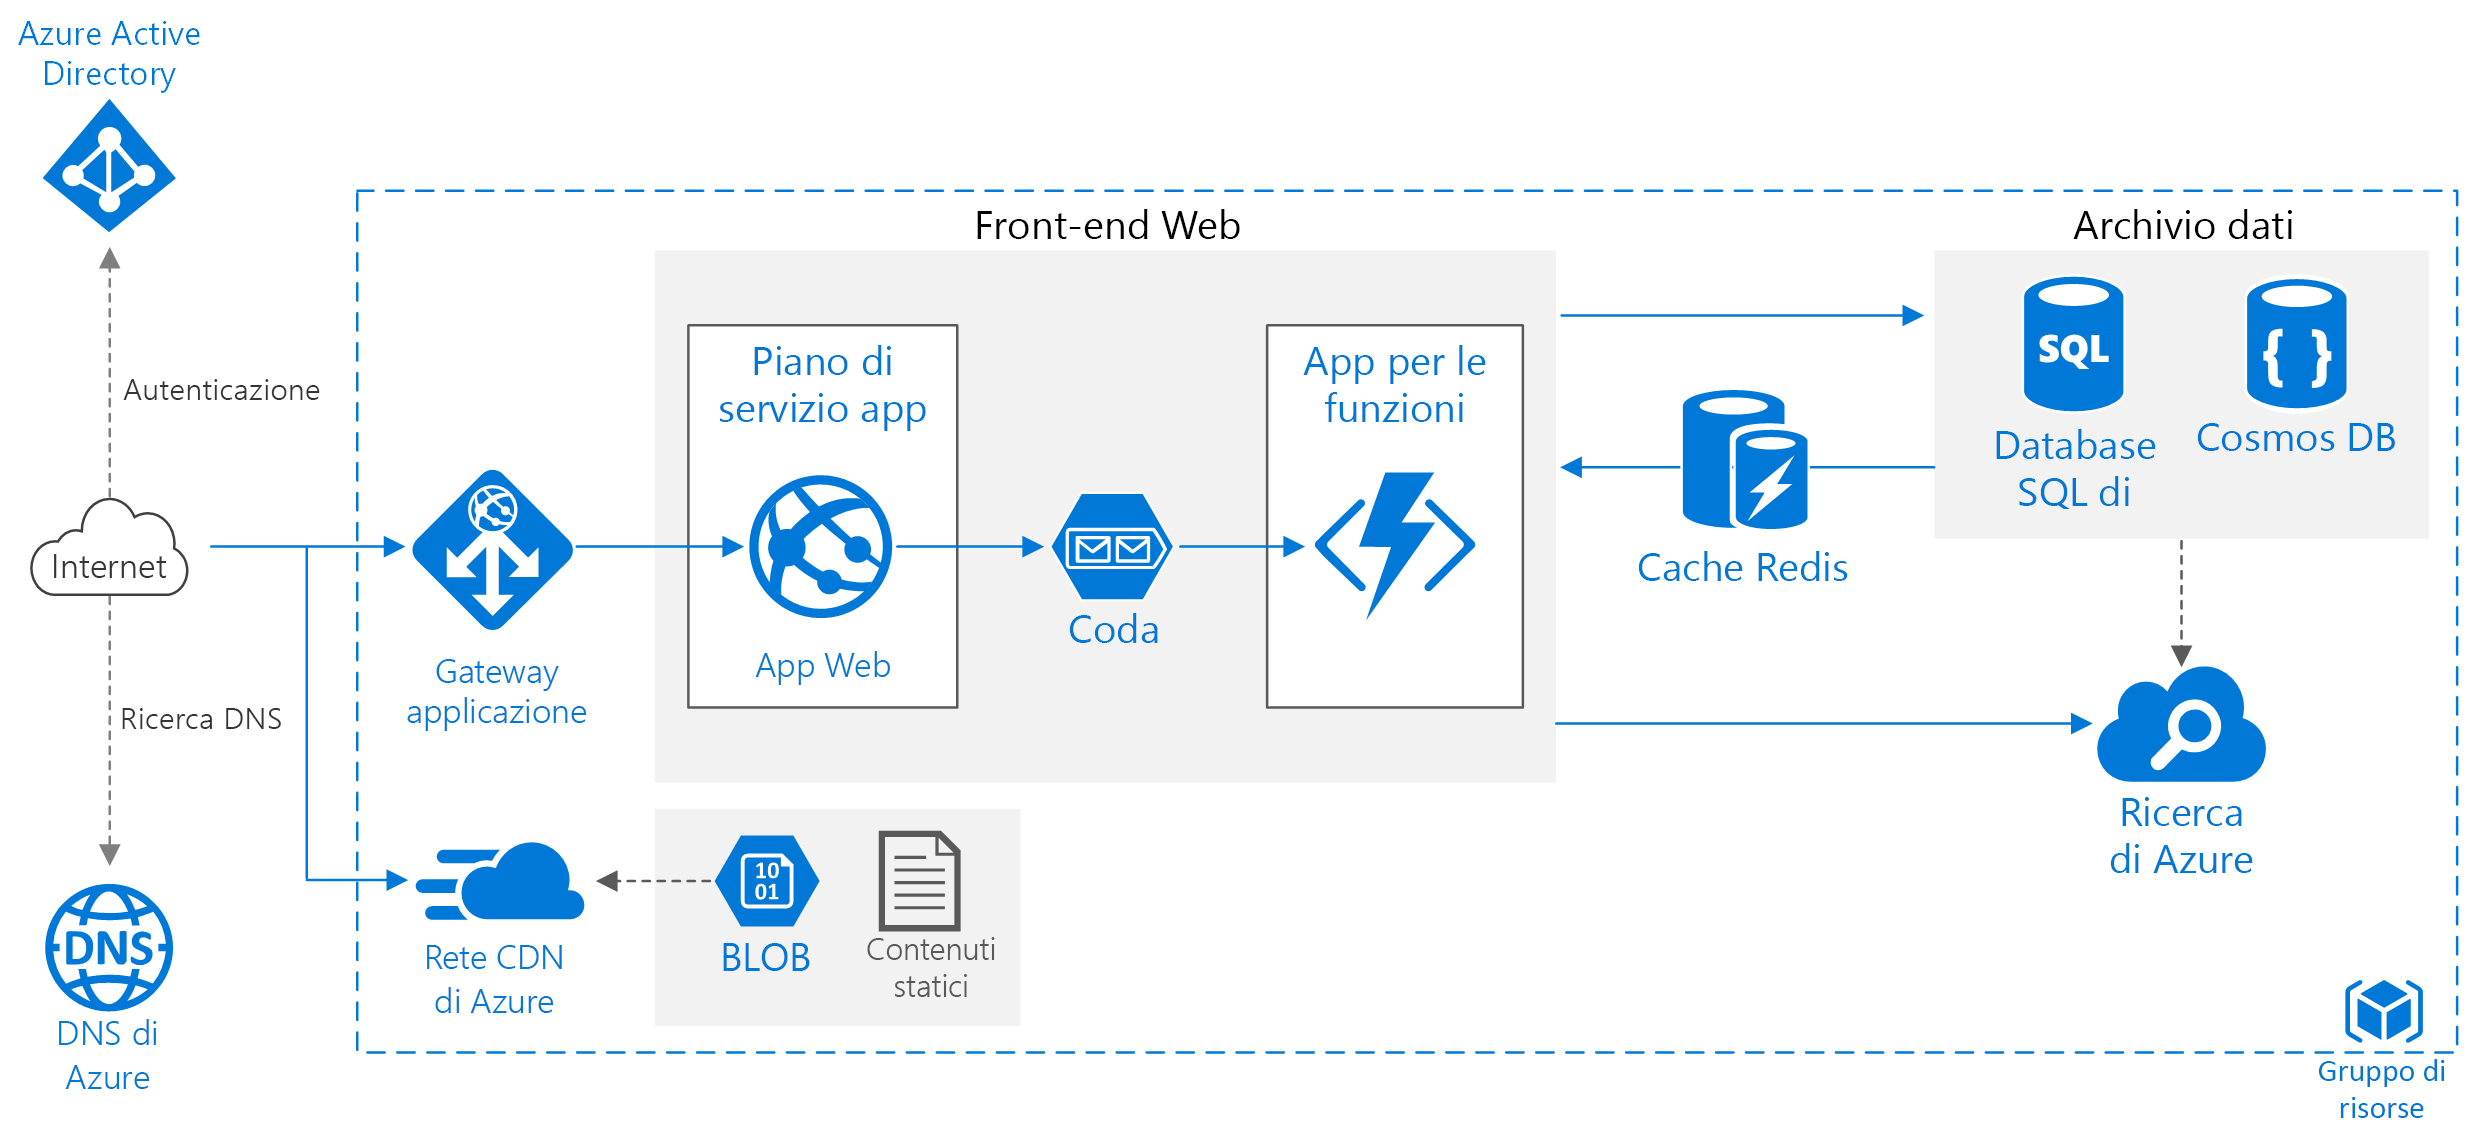 Azure Active
Directory
Autenticazione
Internet
Ricerca DNS
DNS
DNS di
Azure
Gateway
applicazione
Rete CDN
di Azure
Front-end Web
Piano di
servizio app
App Web
Coda
App per le
funzioni
10
01
BLOB
Contenuti
statici
Cache Redis
Archivio dati
SQL
Database
SQL di
{ }
Cosmos DB
Ricerca
di Azure
Gruppo di
risorse